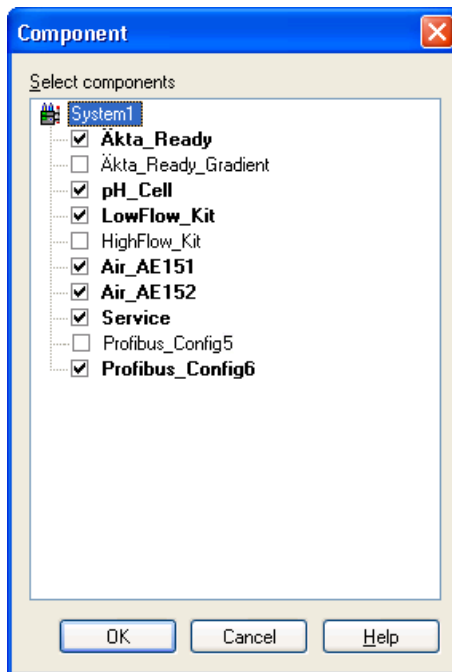 Component
Select components
System1
Äkta_Ready
Äkta_Ready_Gradient
pH_Cell
LowFlow_Kit
HighFlow_Kit
Air_AE151
Air_AE152
Service
Profibus_Config5
Profibus_Config6
OK Cancel Help